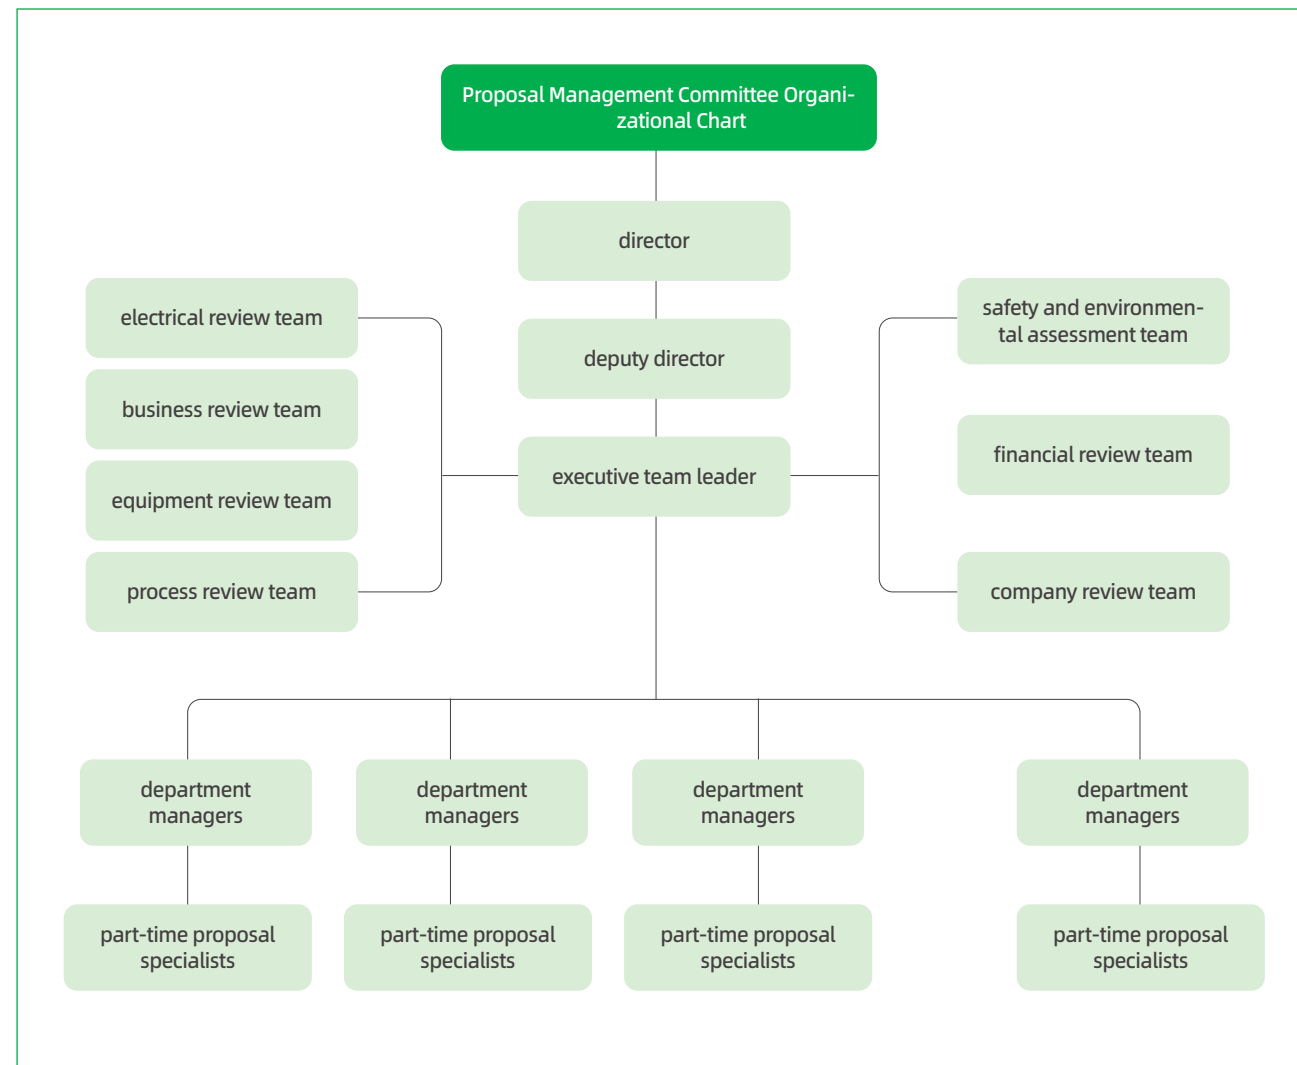 Proposal Management Committee Organi-
zational Chart
director
deputy director
executive team leader
electrical review team
business review team
equipment review team
process review team
safety and environmen-
tal assessment team
financial review team
company review team
department
managers
department
managers
department
managers
department
managers
part-time proposal
specialists
part-time proposal
specialists
part-time proposal
specialists
part-time proposal
specialists